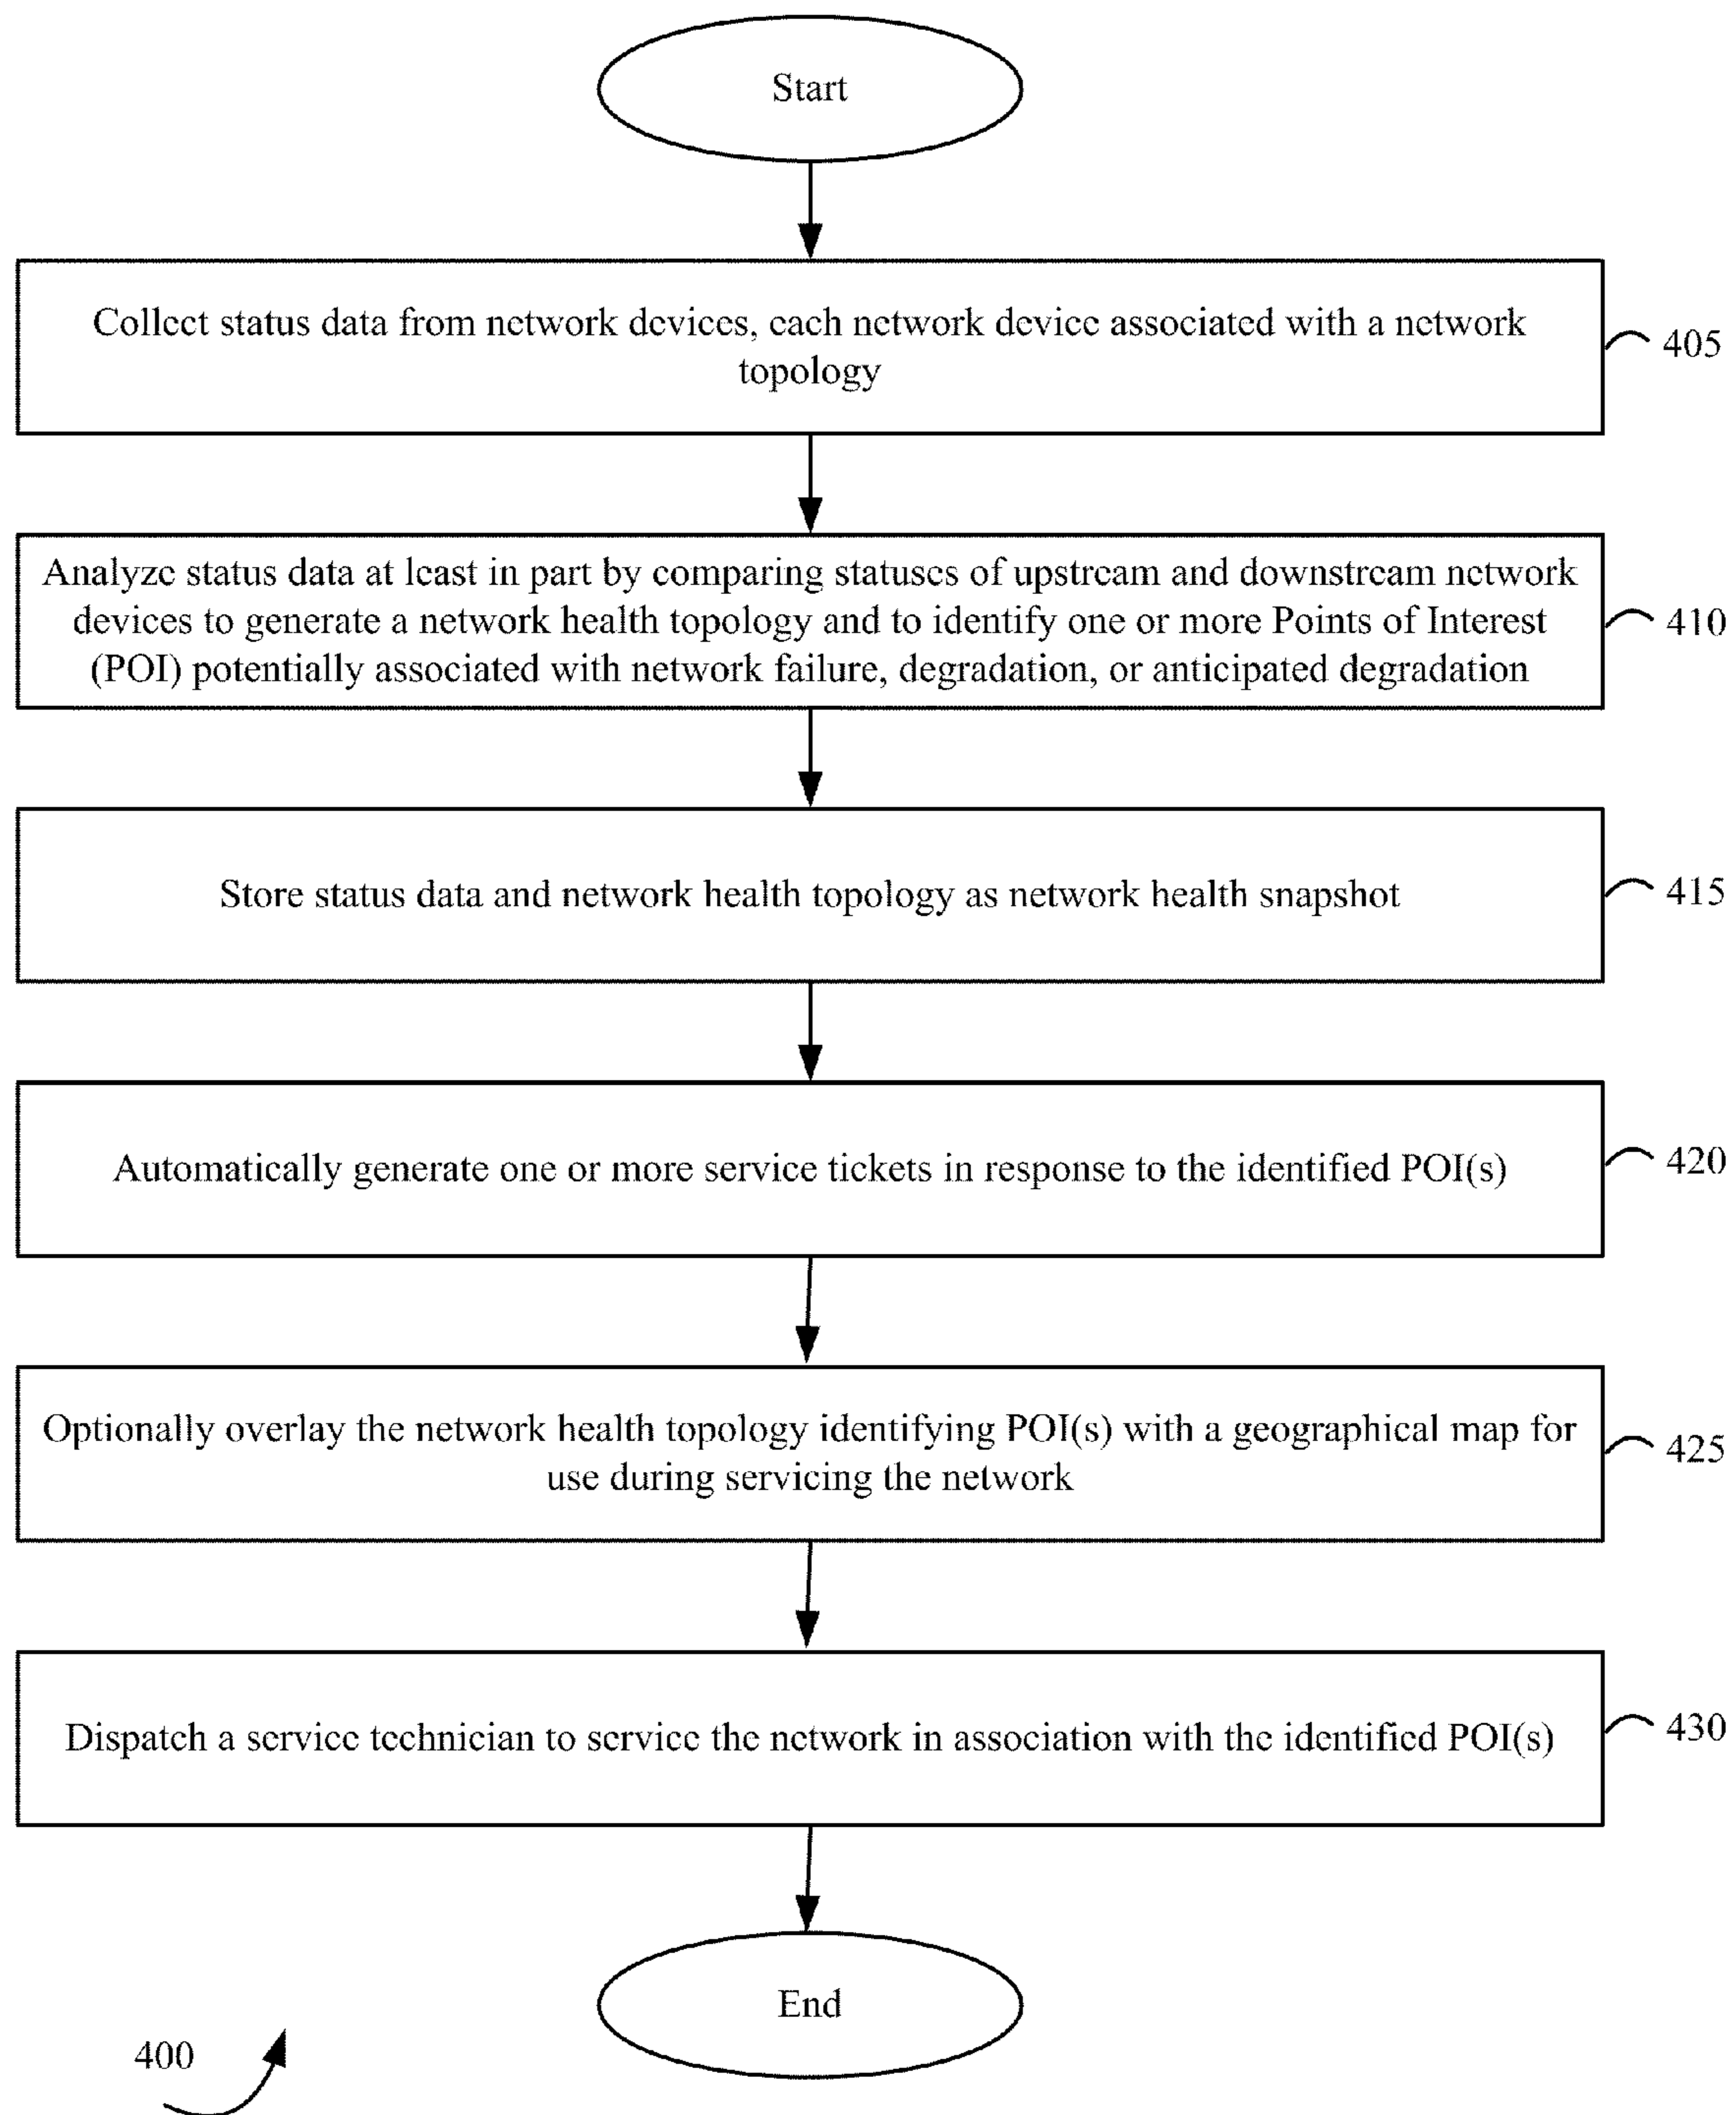 Start
Collect status data from network devices, each network device associated with a network
topology
405
Analyze status data at least in part by comparing statuses of upstream and downstream network
devices to generate a network health topology and to identify one or more Points of Interest
(POI) potentially associated with network failure, degradation, or anticipated degradation
410
Store status data and network health topology as network health snapshot
415
Automatically generate one or more service tickets in response to the identified POI(s)
420
Optionally overlay the network health topology identifying POI(s) with a geographical map for
use during servicing the network
425
Dispatch a service technician to service the network in association with the identified POI(s)
430
End
400